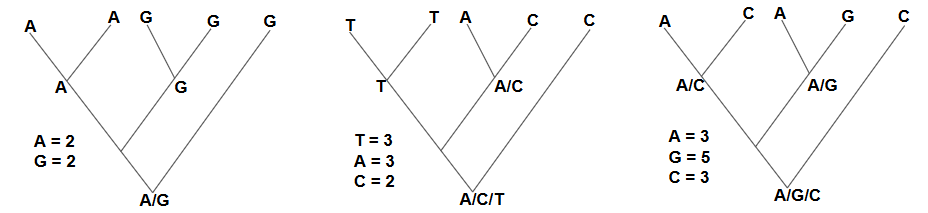 A A G G G
A G
A = 2
G = 2
A/G
T T A C C
T A/C
T = 3
A = 3
C = 2
A/C/T
A C A G C
A/C A/G
A = 3
G = 5
C = 3
A/G/C